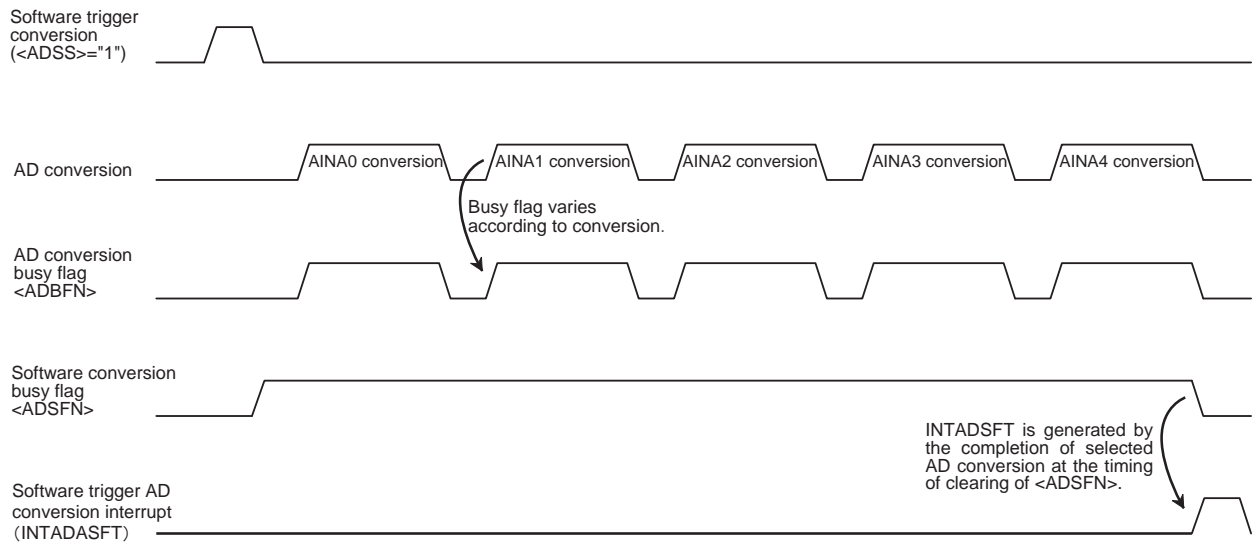 Software trigger
conversion
(<ADSS>="1")
AD conversion
AINA0 conversion
AINA1 conversion
AINA2 conversion
AINA3 conversion
AINA4 conversion
Busy flag varies
according to conversion.
AD conversion
busy flag
<ADBFN>
Software conversion
busy flag
<ADSFN>
INTADSFT is generated by
the completion of selected
AD conversion at the timing
of clearing of <ADSFN>.
Software trigger AD
conversion interrupt
(INTADASFT)